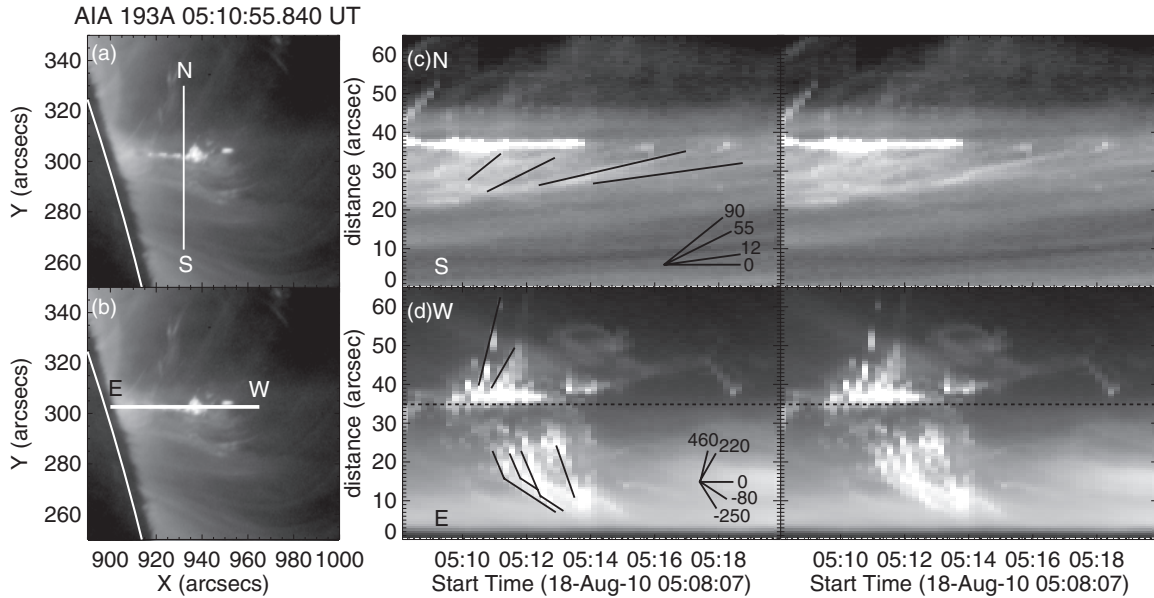 AIA 193A 05:10:55.840 UT
(a)
N
S
Y (arcsecs)
340
320
300
280
260
(b)
E
W
Y (arcsecs)
340
320
300
280
260
900 920 940 960 980 1000
X (arcsecs)
(c)N
S
distance (arcsec)
60
50
40
30
20
10
0
90
55
12
0
(d)W
E
distance (arcsec)
60
50
40
30
20
10
0
460
220
0
-80
-250
05:10 05:12 05:14 05:16 05:18
Start Time (18-Aug-10 05:08:07)
05:10 05:12 05:14 05:16 05:18
Start Time (18-Aug-10 05:08:07)